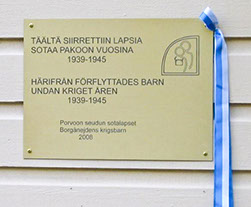 TÄÄLTÄ SIIRRETTIIN LAPSIA
SOTAA PAKOON VUOSINA
1939-1945
HÄRIFRÅN FÖRFLYTTADES BARN
UNDAN KRIGET ÅREN
1939-1945
Porvoon seudun sotalapset
Borgånejdens krigsbarn
2008